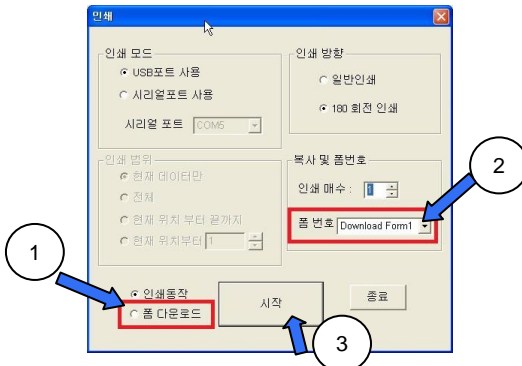 인쇄
인쇄 모드
USB포트 사용
시리얼포트 사용
시리얼 포트 COM5
인쇄 방향
일반인쇄
180 회전 인쇄
인쇄 범위
현재 데이터만
전체
현재 위치 부터 끝까지
현재 위치부터 1
복사 및 폼번호
인쇄 매수 : 1
폼 번호 Download Form1
2
1
인쇄동작
폼 다운로드
시작
종료
3